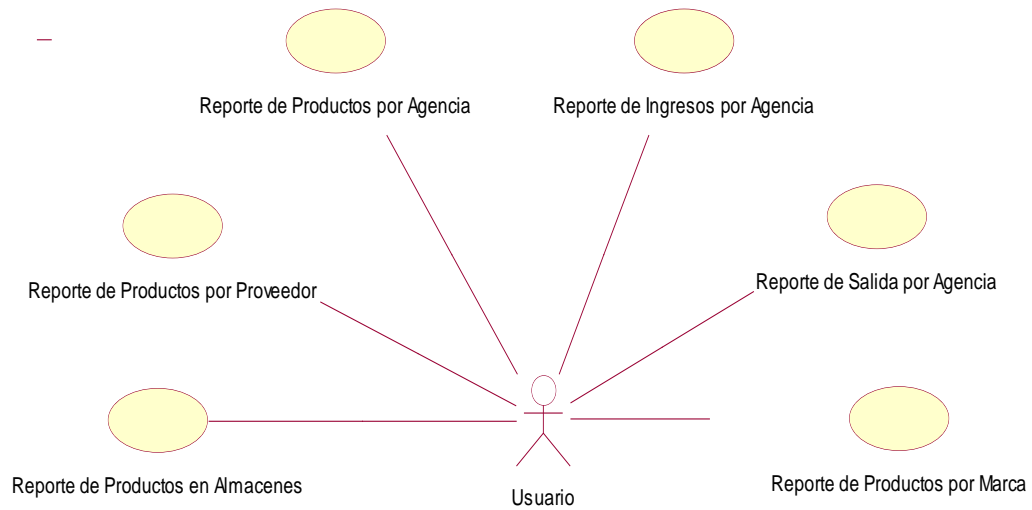 Reporte de Productos por Agencia
Reporte de Ingresos por Agencia
Reporte de Productos por Proveedor
Reporte de Salida por Agencia
Reporte de Productos en Almacenes
Reporte de Productos por Marca
Usuario